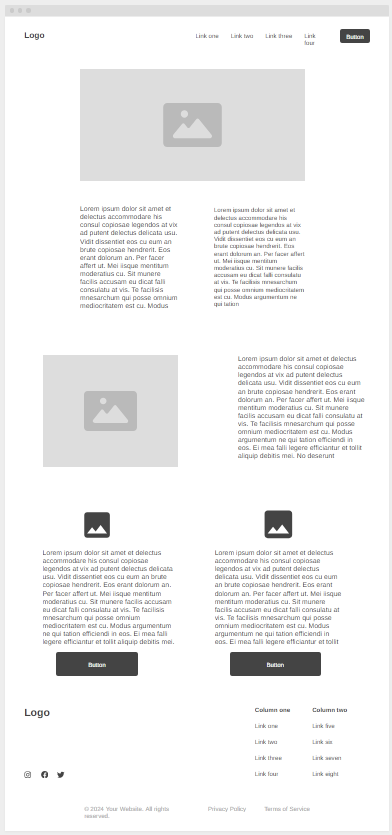 Logo
Link one Link two Link three Link
four
Button
Lorem ipsum dolor sit amet et
delectus accommodare his
consul copiosae legendos at vix
ad putent delectus delicata usu.
Vidit dissentiet eos cu eum an
brute copiosae hendrerit. Eos
erant dolorum an. Per facer
affert ut. Mei iisque mentitum
moderatius cu. Sit munere
facilis accusam eu dicall
consulatu at vis. Te facilisis
mnesarchum qui posse omnium
mediocritatem est cu. Modus
Lorem ipsum dolor sit amet et
delectus accommodare his
consul copiosae legendos at vix
ad putent delectus delicata usu.
Vidit dissentiet eos cu eum an
brute copiosae hendrerit. Eos
erant dolorum an. Per facer affert
ut. Mei iisque mentitum
moderatius cu. Sit munere facilis
accusam eu dicall consulatu
at vis. Te facilisis mnesarchum
qui posse omnium mediocritatem
est cu. Modus argumentum ne
qui tation
Lorem ipsum dolor sit amet et delectus
accommodare his consul copiosae
legendos at vix ad putent delectus
delicata usu. Vidit dissentiet eos cu eum
an brute copiosae hendrerit. Eos erant
dolorum an. Per facer affert ut. Mei iisque
mentitum moderatius cu. Sit munere
facilis accusam eu dicat facilis consulatu at
vis. Te facilisis mnesarchum qui posse
omnium mediocritatem est cu. Modus
argumentum ne qui tation efficiendi in
eos. Ei mea falli legere efficiantur et tollit
aliquip debitis mei. No deserunt
Lorem ipsum dolor sit amet et delectus
accommodare his consul copiosae
legendos at vix ad putent delectus delicata
usu. Vidit dissentiet eos cu eum an brute
copiosae hendrerit. Eos erant dolorum an.
Per facer affert ut. Mei iisque mentitum
moderatius cu. Sit munere facilis accusam
eu dicall facilis consulatu at vis. Te facilisis
mnesarchum qui posse omnium
mediocritatem est cu. Modus argumentum
ne qui tation efficiendi in eos. Ei mea falli
legere efficiantur et tollit aliquip debitis mei.
Button
Lorem ipsum dolor sit amet et delectus
accommodare his consul copiosae
legendos at vix ad putent delectus
delicata usu. Vidit dissentiet eos cu eum
an brute copiosae hendrerit. Eos erant
dolorum an. Per facer affert ut. Mei iisque
mentitum moderatius cu. Sit munere
facilis accusam eu dicall facilis consulatu at
vis. Te facilisis mnesarchum qui posse
omnium mediocritatem est cu. Modus
argumentum ne qui tation efficiendi in
eos. Ei mea falli legere efficiantur et tollit
Button
Logo
Column one
Link one
Link two
Link three
Link four
Column two
Link five
Link six
Link seven
Link eight
© 2024 Your Website. All rights
reserved.
Privacy Policy
Terms of Service